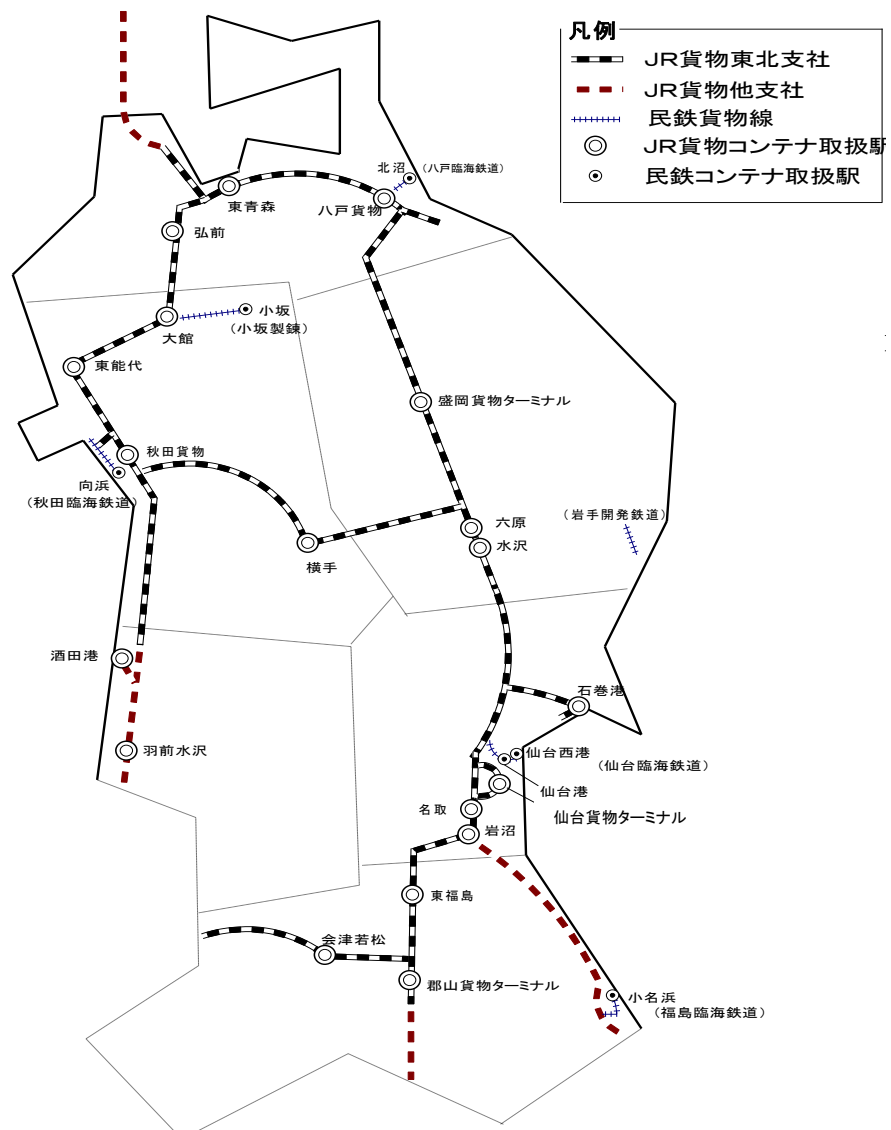 凡例
JR貨物東北支社
JR貨物他支社
民鉄貨物線
JR貨物コンテナ取扱駅
民鉄コンテナ取扱駅
北沼
(八戸臨海鉄道)
東青森
八戸貨物
弘前
小坂
(小坂製錬)
大館
東能代
盛岡貨物ターミナル
秋田貨物
向浜
(秋田臨海鉄道)
六原
(岩手開発鉄道)
水沢
横手
酒田港
石巻港
羽前水沢
仙台西港
(仙台臨海鉄道)
仙台港
名取
仙台貨物ターミナル
岩沼
東福島
会津若松
郡山貨物ターミナル
小名浜
(福島臨海鉄道)